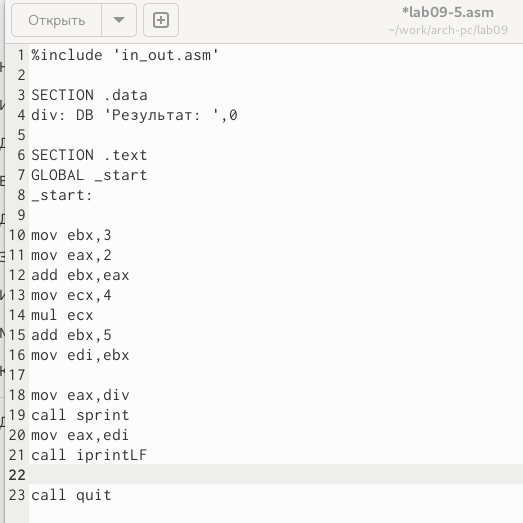 Открыть
*lab09-5.asm
~/work/arch-pc/lab09
1 %include 'in_out.asm'
2
3 SECTION .data
4 div: DB 'Результат: ',0
5
6 SECTION .text
7 GLOBAL _start
8 _start:
9
10 mov ebx,3
11 mov eax,2
12 add ebx,eax
13 mov ecx,4
14 mul ecx
15 add ebx,5
16 mov edi,ebx
17
18 mov eax,div
19 call sprint
20 mov eax,edi
21 call iprintLF
22
23 call quit